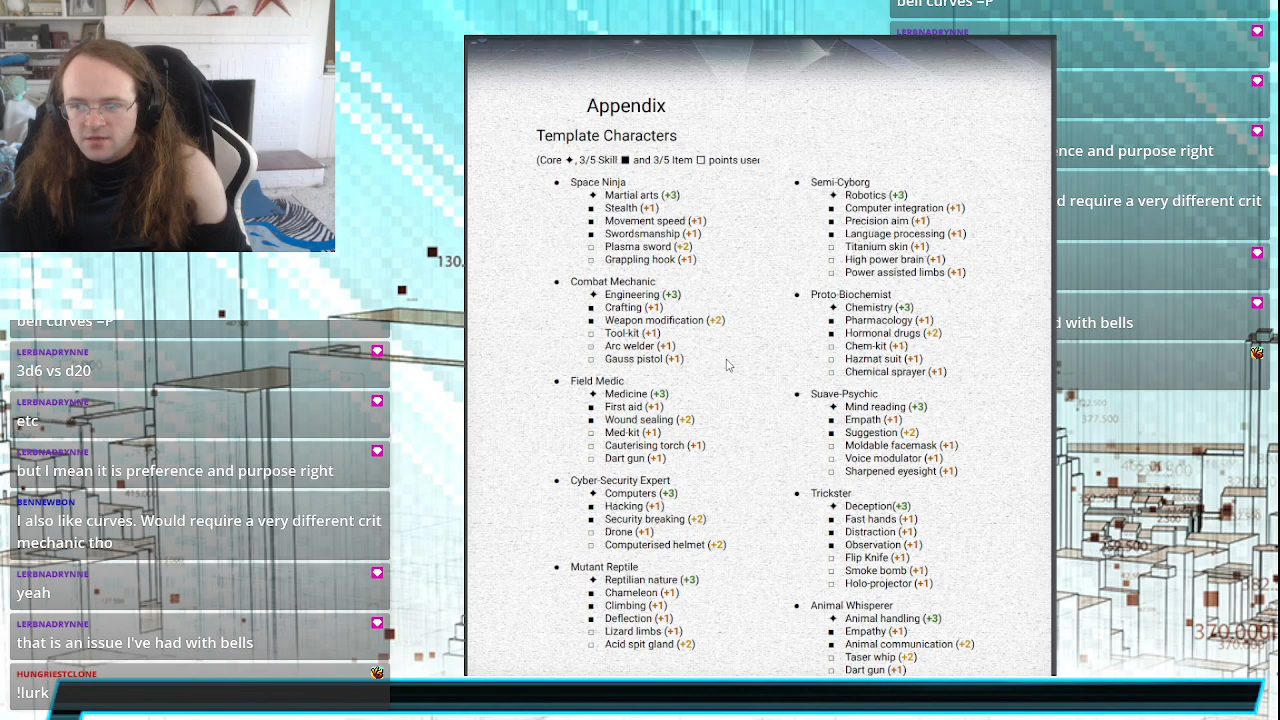 bell curves =P
LERBNADRYNNE
3d6 vs d20
LERBNADRYNNE
etc
LERBNADRYNNE
but I mean it is preference and purpose right
BENNEWBON
I also like curves. Would require a very different crit
mechanic tho
LERBNADRYNNE
yeah
LERBNADRYNNE
that is an issue I've had with bells
HUNGRIESTCLONE
!lurk
130.
Appendix
Template Characters
(Core ✦, 3/5 Skill ■ and 3/5 Item □ points use
• Space Ninja
✦ Martial arts (+3)
■ Stealth (+1)
■ Movement speed (+1)
■ Swordsmanship (+1)
□ Plasma sword (+2)
□ Grappling hook (+1)
• Combat Mechanic
✦ Engineering (+3)
■ Crafting (+1)
■ Weapon modification (+2)
□ Tool-kit (+1)
□ Arc welder (+1)
□ Gauss pistol (+1)
• Field Medic
✦ Medicine (+3)
■ First aid (+1)
■ Wound sealing (+2)
□ Med-kit (+1)
□ Cauterising torch (+1)
□ Dart gun (+1)
• Cyber-Security Expert
✦ Computers (+3)
■ Hacking (+1)
■ Security breaking (+2)
□ Drone (+1)
□ Computerised helmet (+2)
• Mutant Reptile
✦ Reptilian nature (+3)
■ Chameleon (+1)
■ Climbing (+1)
■ Deflection (+1)
□ Lizard limbs (+1)
□ Acid spit gland (+2)
• Semi-Cyborg
✦ Robotics (+3)
■ Computer integration (+1)
■ Precision aim (+1)
■ Language processing (+1)
□ Titanium skin (+1)
□ High power brain (+1)
□ Power assisted limbs (+1)
• Proto-Biochemist
✦ Chemistry (+3)
■ Pharmacology (+1)
■ Hormonal drugs (+2)
□ Chem-kit (+1)
□ Hazmat suit (+1)
□ Chemical sprayer (+1)
• Suave-Psychic
✦ Mind reading (+3)
■ Empath (+1)
■ Suggestion (+2)
□ Moldable facemask (+1)
□ Voice modulator (+1)
□ Sharpened eyesight (+1)
• Trickster
✦ Deception(+3)
■ Fast hands (+1)
■ Distraction (+1)
■ Observation (+1)
□ Flip Knife (+1)
□ Smoke bomb (+1)
□ Holo-projector (+1)
• Animal Whisperer
✦ Animal handling (+3)
■ Empathy (+1)
■ Animal communication (+2)
□ Taser whip (+2)
□ Dart gun (+1)
bell curves =P
LERBNADRYNNE
ence and purpose right
d require a very different crit
d with bells
377.500
370.000